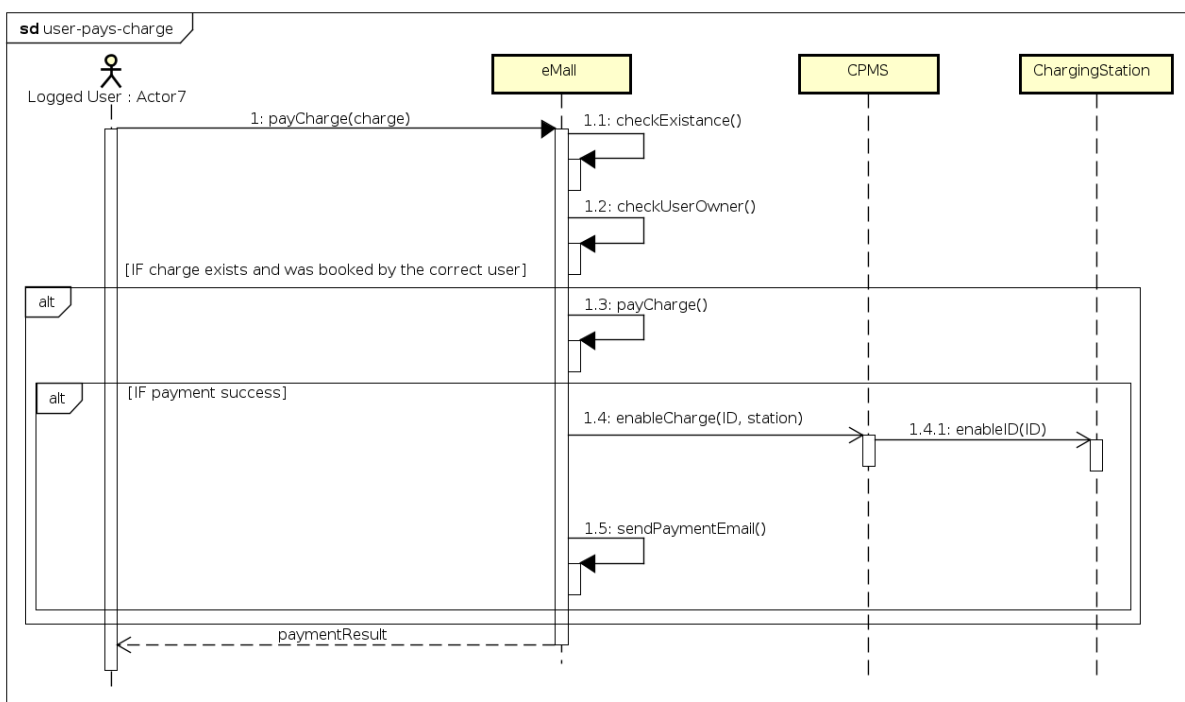 sd user-pays-charge
Logged User : Actor7
eMall
CPMS
ChargingStation
1: payCharge(charge)
1.1: checkExistance()
1.2: checkUserOwner()
[IF charge exists and was booked by the correct user]
alt
1.3: payCharge()
alt
[IF payment success]
1.4: enableCharge(ID, station)
1.4.1: enableID(ID)
1.5: sendPaymentEmail()
paymentResult